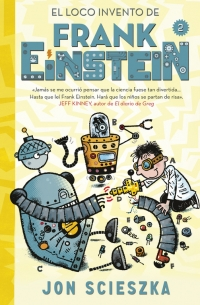 EL LOCO INVENTO DE
FRANK
EINSTEIN
2
«Jamás se me ocurrió pensar que la ciencia fuese tan divertida...
Hasta que leí Frank Einstein. Hará que los niños se partan de risa».
JEFF KINNEY, autor de El diario de Greg
JON SCIESZKA